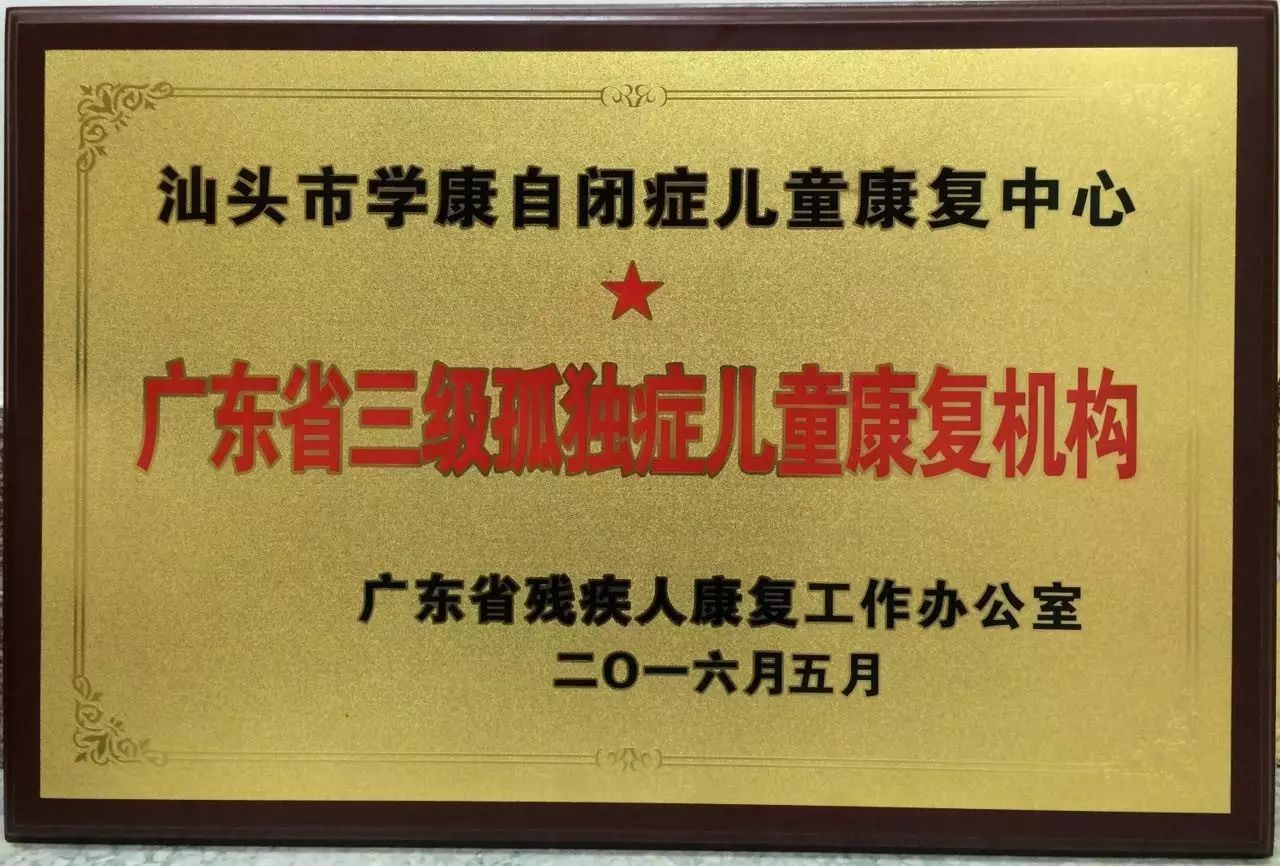 汕头市学康自闭症儿童康复中心
广东省三级孤独症儿童康复机构
广东省残疾人康复工作办公室
二〇一六月五月